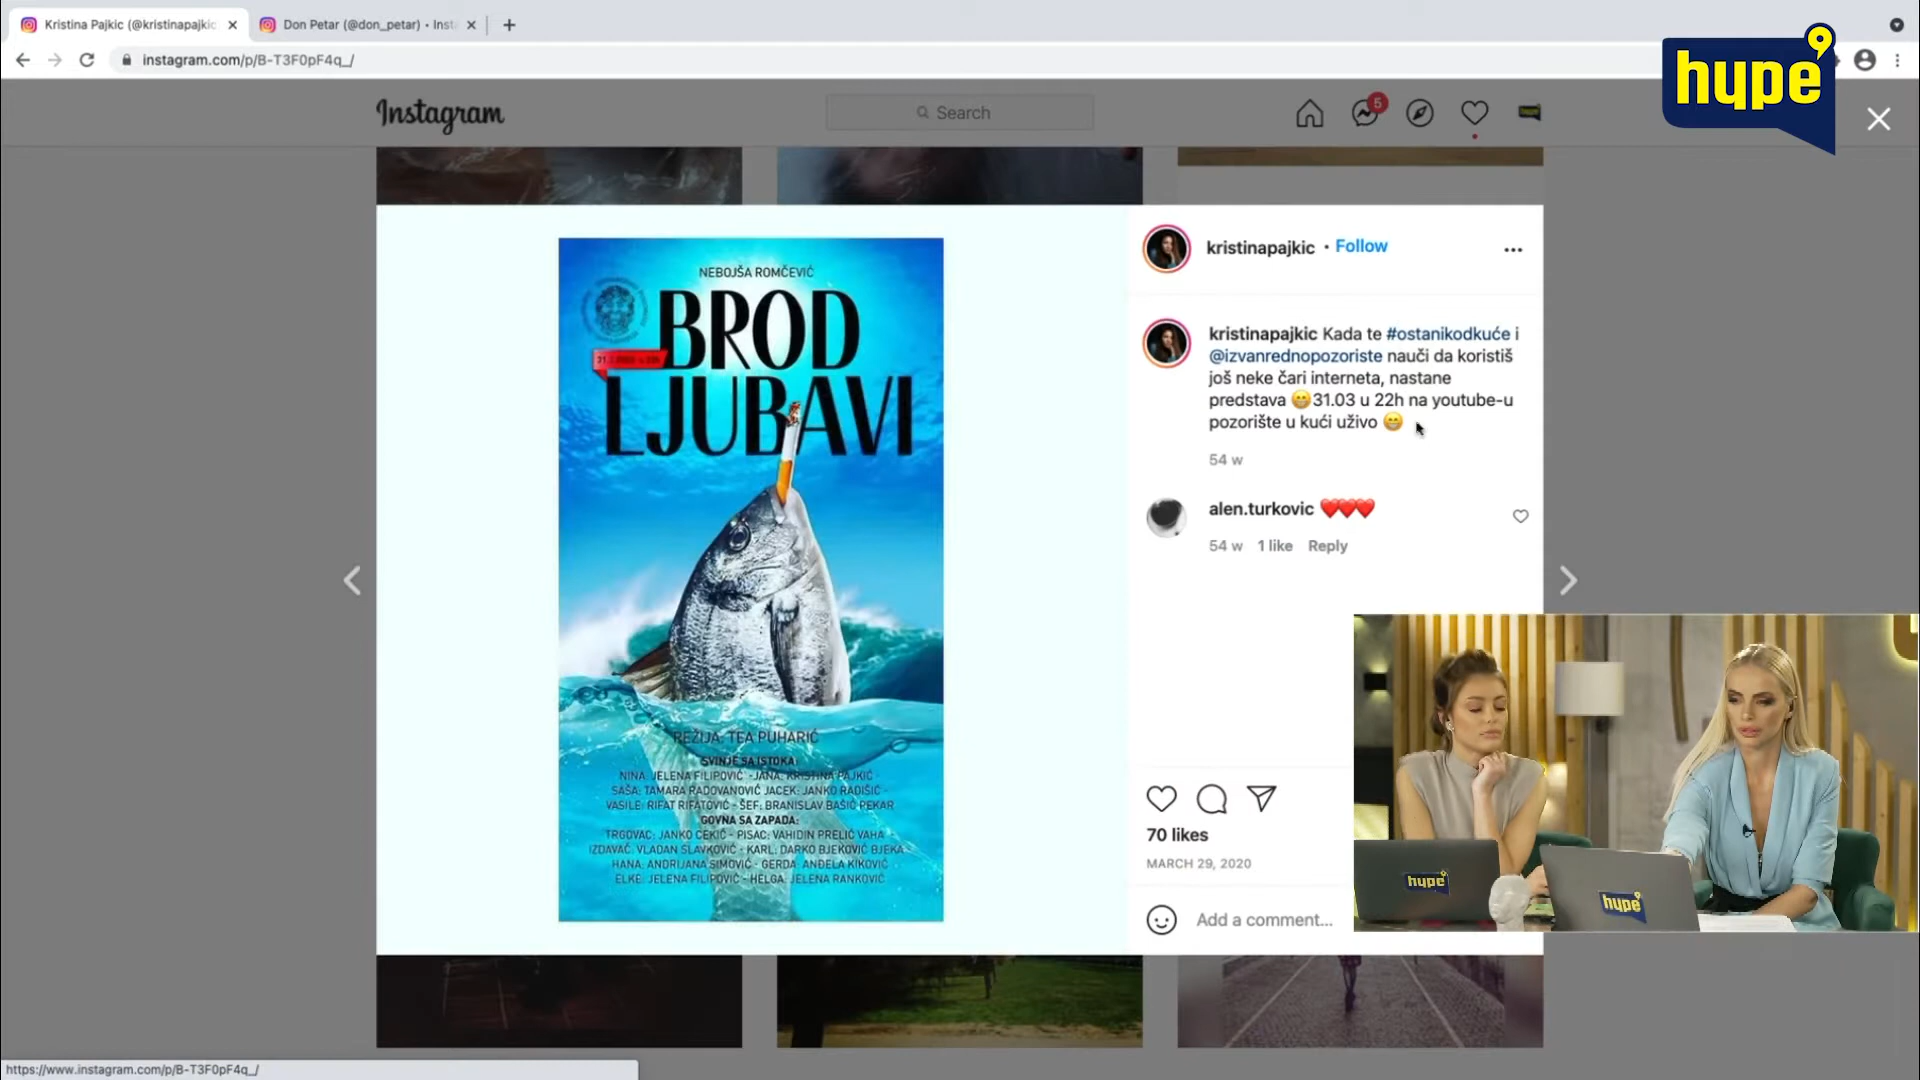 Kristina Pajkic (@kristinapajkic
Don Petar (@don_petar) • Inst
instagram.com/p/B-T3F0pF4q_/
hype
Instagram
Search
5
NEBOJŠA ROMČEVIĆ
BROD
LJUBAVI
REŽIJA: TEA PUHARIĆ
SVINJE SA ISTOKA:
NINA: JELENA FILIPOVIĆ - JANA: KRISTINA PAJKIĆ -
SAŠA: TAMARA RADOVANOVIĆ JACEK: JANKO RADIŠIĆ -
VASILE: RIFAT RIFATOVIĆ - ŠEF: BRANISLAV BAŠIĆ PEKAR
GOVNA SA ZAPADA:
TRGOVAC: JANKO CEKIĆ - PISAC: VAHIDIN PRELIĆ VAHA -
IZDAVAČ: VLADAN SLAVKOVIĆ - KARL: DARKO BJEKOVIĆ BJEKA -
HANA: ANDRIJANA SIMOVIĆ - GERDA: ANĐELA KIKOVIĆ -
ELKE: JELENA FILIPOVIĆ - HELGA: JELENA RANKOVIĆ
kristinapajkic • Follow
kristinapajkic Kada te #ostanikodkuće i
@izvanrednopozoriste nauči da koristiš
još neke čari interneta, nastane
predstava 😁31.03 u 22h na youtube-u
pozorište u kući uživo 😁
54 w
alen.turkovic ❤️❤️❤️
54 w 1 like Reply
70 likes
MARCH 29, 2020
Add a comment...
hype
hype
https://www.instagram.com/p/B-T3F0pF4q_/